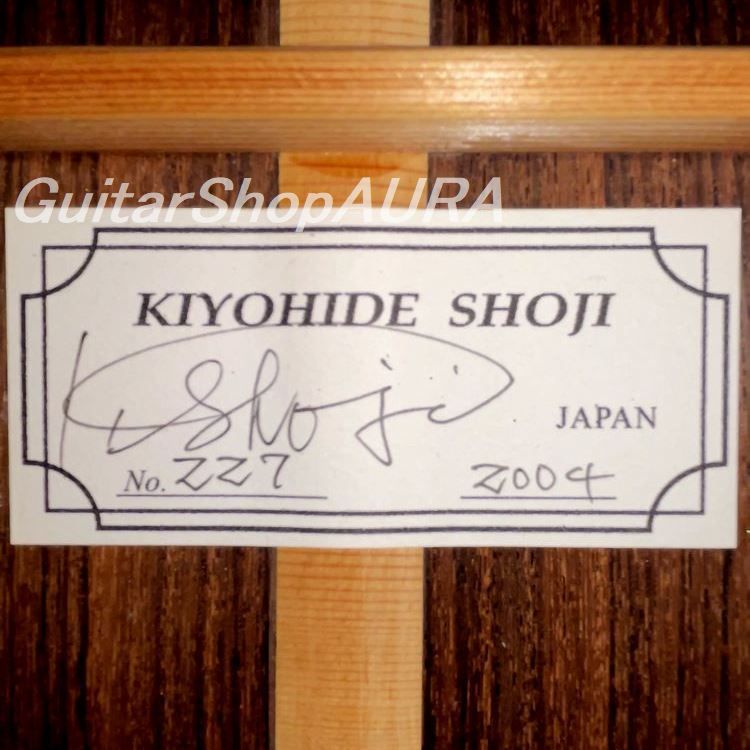 GuitarShopAURA
KIYOHIDE SHOJI
K. Shoji
JAPAN
No. 227
2004